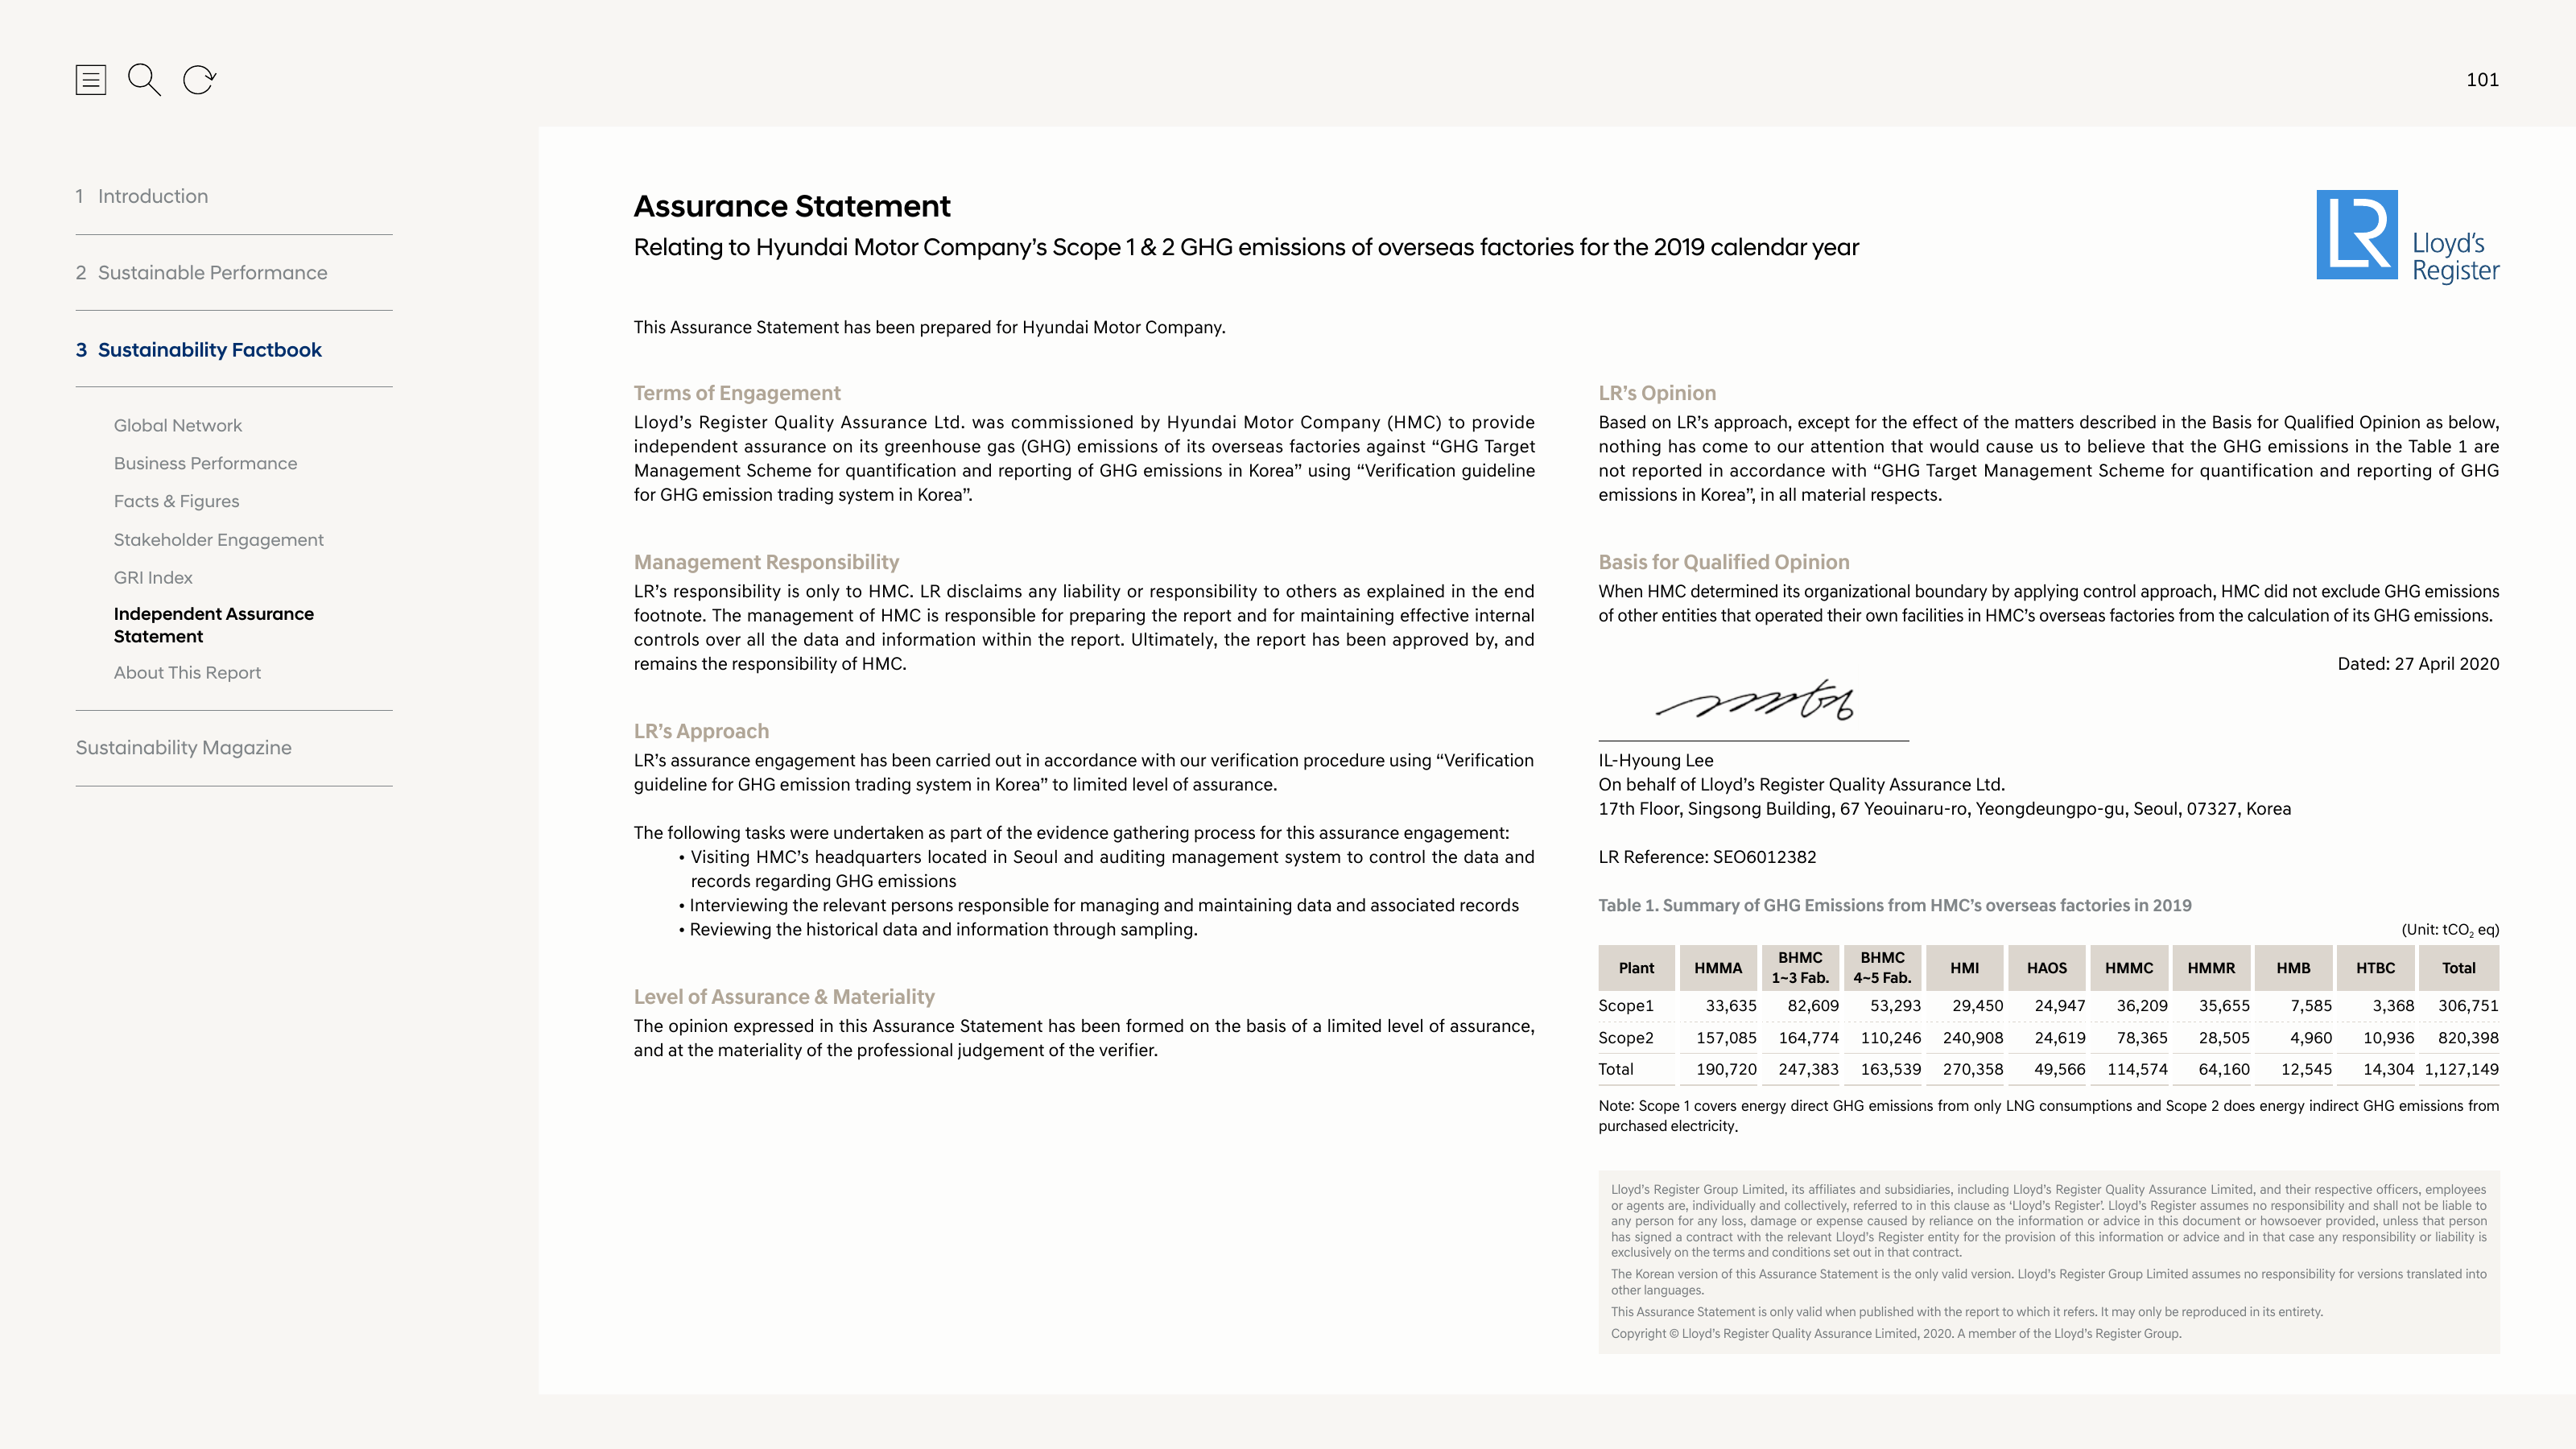 101
1 Introduction
2 Sustainable Performance
3 Sustainability Factbook
Global Network
Business Performance
Facts & Figures
Stakeholder Engagement
GRI Index
Independent Assurance
Statement
About This Report
Sustainability Magazine
Assurance Statement
Relating to Hyundai Motor Company’s Scope 1 & 2 GHG emissions of overseas factories for the 2019 calendar year
LR Lloyd’s
Register
This Assurance Statement has been prepared for Hyundai Motor Company.
Terms of Engagement
Lloyd’s Register Quality Assurance Ltd. was commissioned by Hyundai Motor Company (HMC) to provide
independent assurance on its greenhouse gas (GHG) emissions of its overseas factories against “GHG Target
Management Scheme for quantification and reporting of GHG emissions in Korea” using “Verification guideline
for GHG emission trading system in Korea”.
Management Responsibility
LR’s responsibility is only to HMC. LR disclaims any liability or responsibility to others as explained in the end
footnote. The management of HMC is responsible for preparing the report and for maintaining effective internal
controls over all the data and information within the report. Ultimately, the report has been approved by, and
remains the responsibility of HMC.
LR’s Approach
LR’s assurance engagement has been carried out in accordance with our verification procedure using “Verification
guideline for GHG emission trading system in Korea” to limited level of assurance.
The following tasks were undertaken as part of the evidence gathering process for this assurance engagement:
• Visiting HMC’s headquarters located in Seoul and auditing management system to control the data and
records regarding GHG emissions
• Interviewing the relevant persons responsible for managing and maintaining data and associated records
• Reviewing the historical data and information through sampling.
Level of Assurance & Materiality
The opinion expressed in this Assurance Statement has been formed on the basis of a limited level of assurance,
and at the materiality of the professional judgement of the verifier.
LR’s Opinion
Based on LR’s approach, except for the effect of the matters described in the Basis for Qualified Opinion as below,
nothing has come to our attention that would cause us to believe that the GHG emissions in the Table 1 are
not reported in accordance with “GHG Target Management Scheme for quantification and reporting of GHG
emissions in Korea”, in all material respects.
Basis for Qualified Opinion
When HMC determined its organizational boundary by applying control approach, HMC did not exclude GHG emissions
of other entities that operated their own facilities in HMC’s overseas factories from the calculation of its GHG emissions.
Dated: 27 April 2020
IL-Hyoung Lee
On behalf of Lloyd’s Register Quality Assurance Ltd.
17th Floor, Singsong Building, 67 Yeouinaru-ro, Yeongdeungpo-gu, Seoul, 07327, Korea
LR Reference: SEO6012382
Table 1. Summary of GHG Emissions from HMC’s overseas factories in 2019
(Unit: tCO₂ eq)
Plant HMMA BHMC 1~3 Fab. BHMC 4~5 Fab. HMI HAOS HMMC HMMR HMB HTBC Total
Scope1 33,635 82,609 53,293 29,450 24,947 36,209 35,655 7,585 3,368 306,751
Scope2 157,085 164,774 110,246 240,908 24,619 78,365 28,505 4,960 10,936 820,398
Total 190,720 247,383 163,539 270,358 49,566 114,574 64,160 12,545 14,304 1,127,149
Note: Scope 1 covers energy direct GHG emissions from only LNG consumptions and Scope 2 does energy indirect GHG emissions from
purchased electricity.
Lloyd’s Register Group Limited, its affiliates and subsidiaries, including Lloyd’s Register Quality Assurance Limited, and their respective officers, employees
or agents are, individually and collectively, referred to in this clause as ‘Lloyd’s Register’. Lloyd’s Register assumes no responsibility and shall not be liable to
any person for any loss, damage or expense caused by reliance on the information or advice in this document or howsoever provided, unless that person
has signed a contract with the relevant Lloyd’s Register entity for the provision of this information or advice and in that case any responsibility or liability is
exclusively on the terms and conditions set out in that contract.
The Korean version of this Assurance Statement is the only valid version. Lloyd’s Register Group Limited assumes no responsibility for versions translated into
other languages.
This Assurance Statement is only valid when published with the report to which it refers. It may only be reproduced in its entirety.
Copyright © Lloyd’s Register Quality Assurance Limited, 2020. A member of the Lloyd’s Register Group.